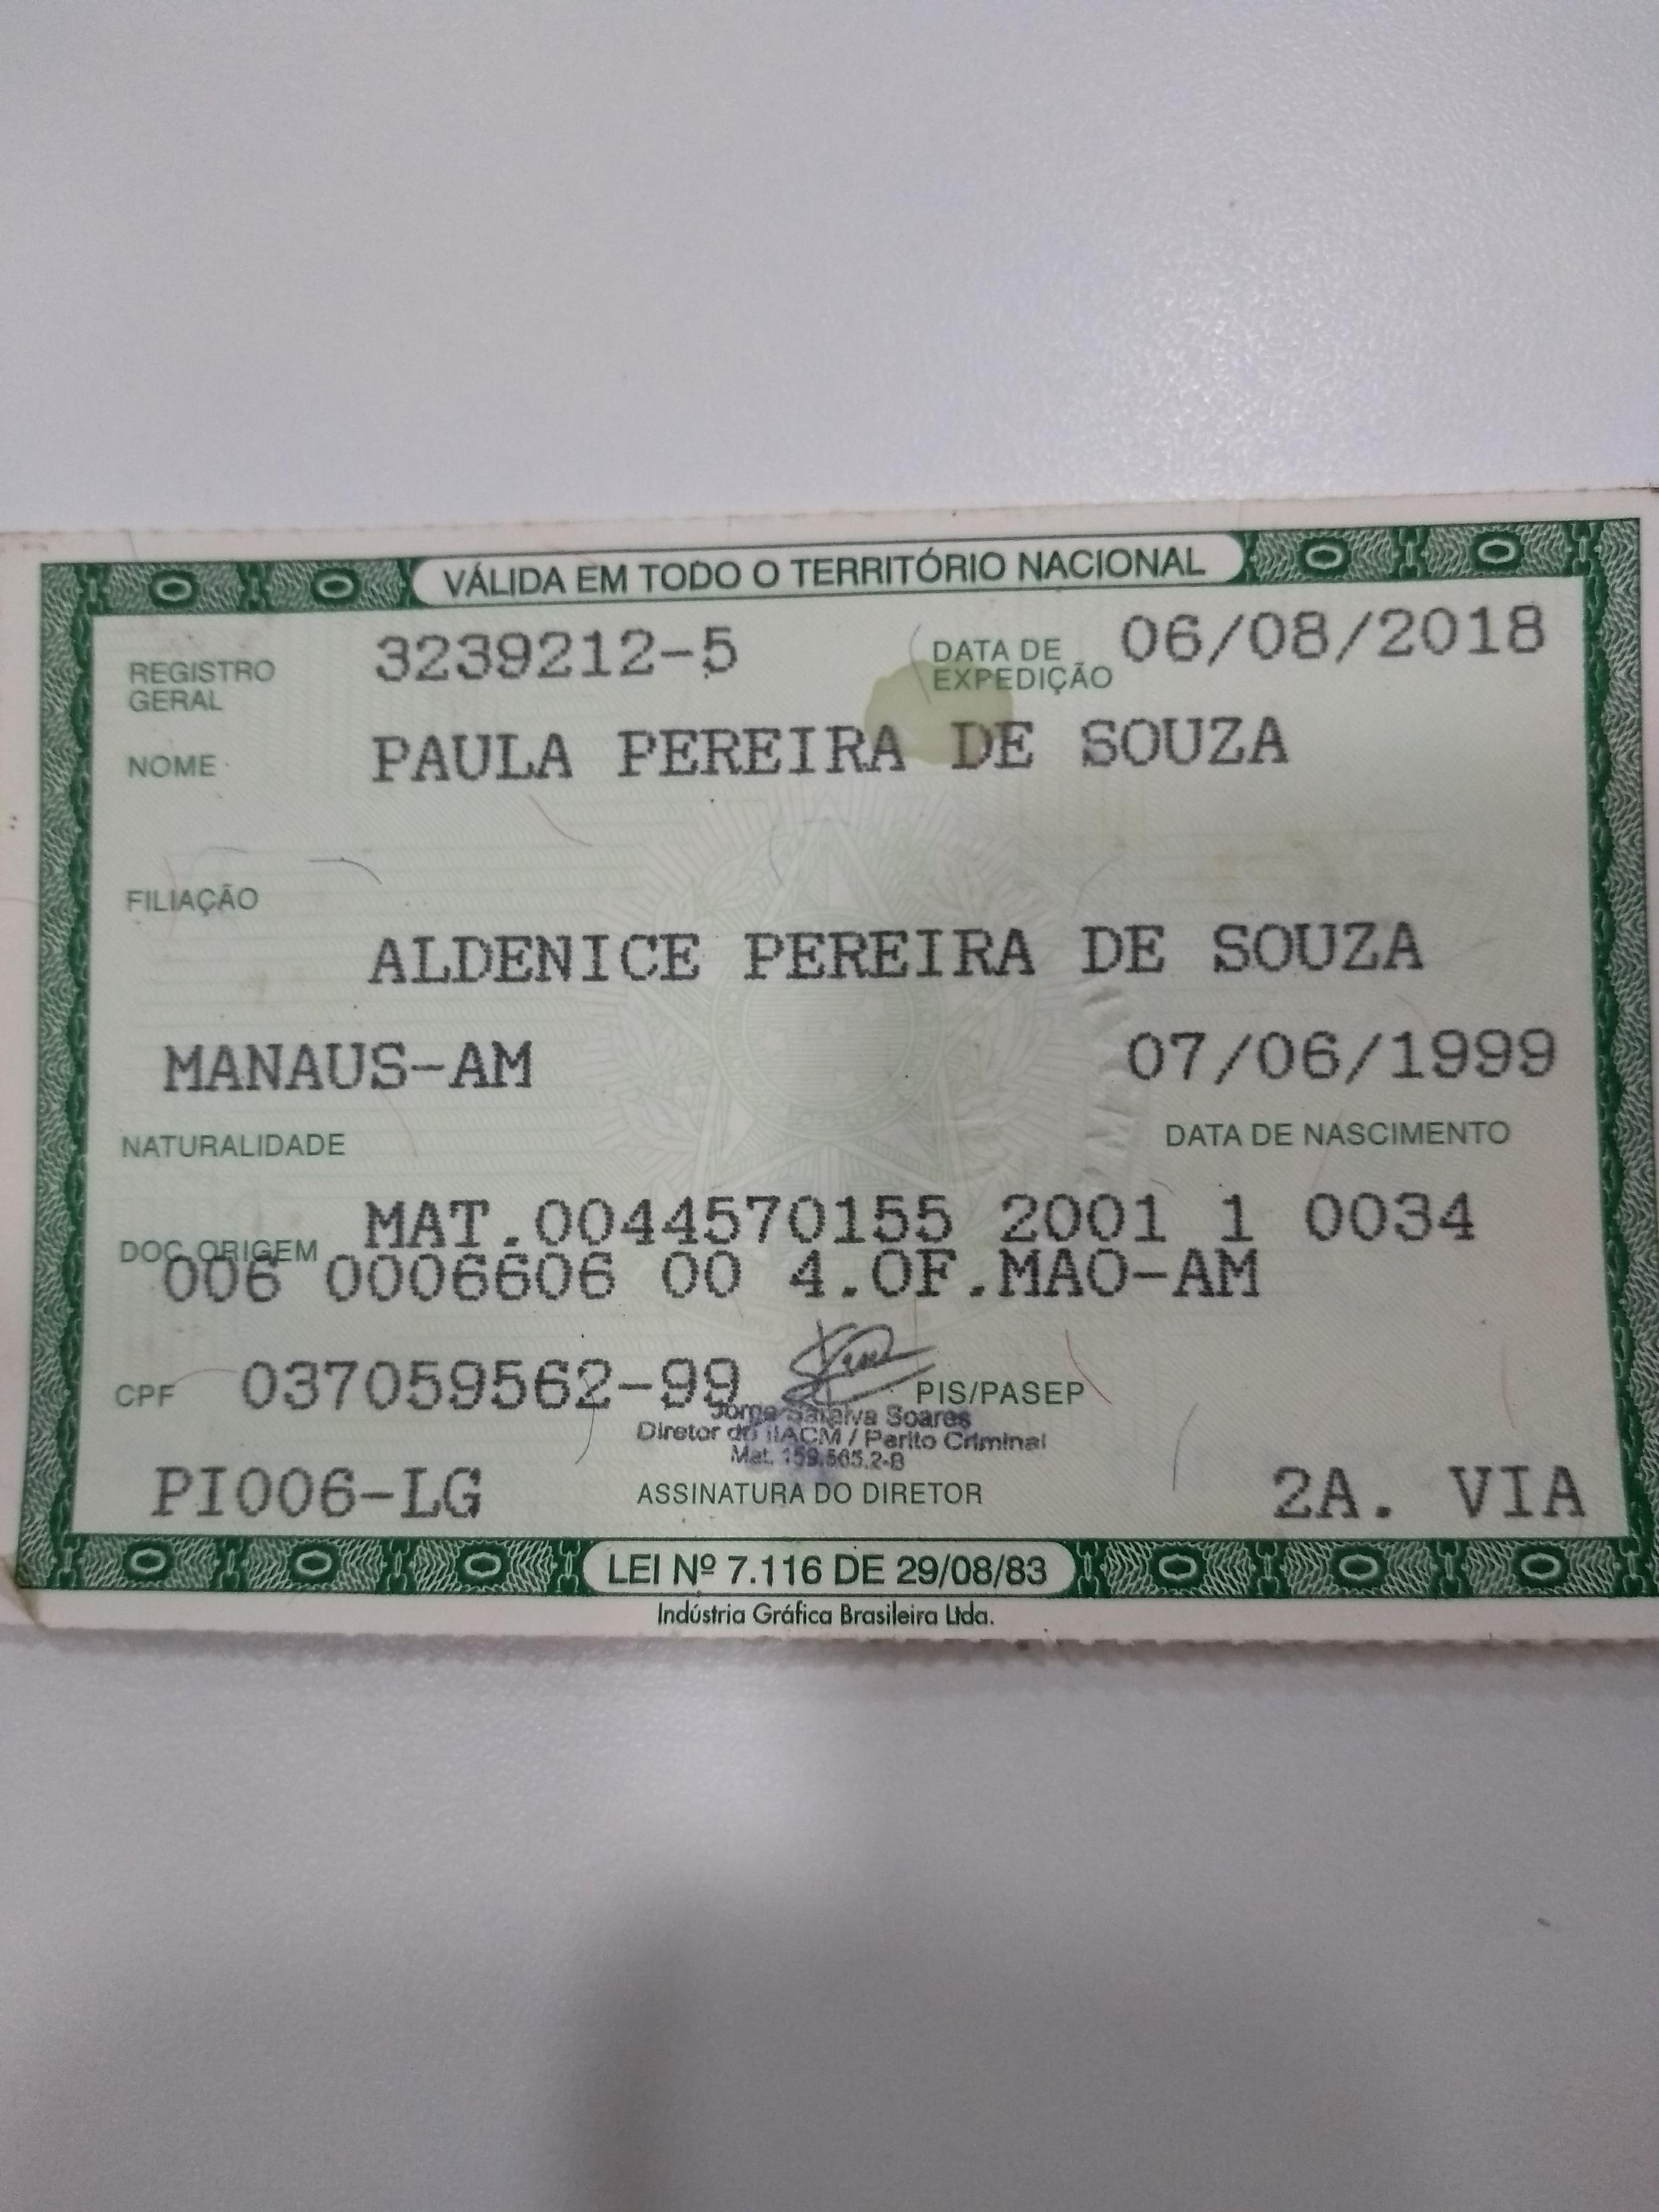 VÁLIDA EM TODO O TERRITÓRIO NACIONAL
REGISTRO GERAL 3239212-5 DATA DE EXPEDIÇÃO 06/08/2018
NOME PAULA PEREIRA DE SOUZA
FILIAÇÃO
ALDENICE PEREIRA DE SOUZA
MANAUS-AM 07/06/1999
NATURALIDADE DATA DE NASCIMENTO
DOC ORIGEM MAT.0044570155 2001 1 0034
006 0006606 00 4.OF.MAO-AM
CPF 037059562-99 PIS/PASEP
Jorge Saraiva Soares
Diretor do IIACM / Perito Criminal
Mat. 159.565.2-B
PI006-LG ASSINATURA DO DIRETOR 2A. VIA
LEI Nº 7.116 DE 29/08/83
Indústria Gráfica Brasileira Ltda.